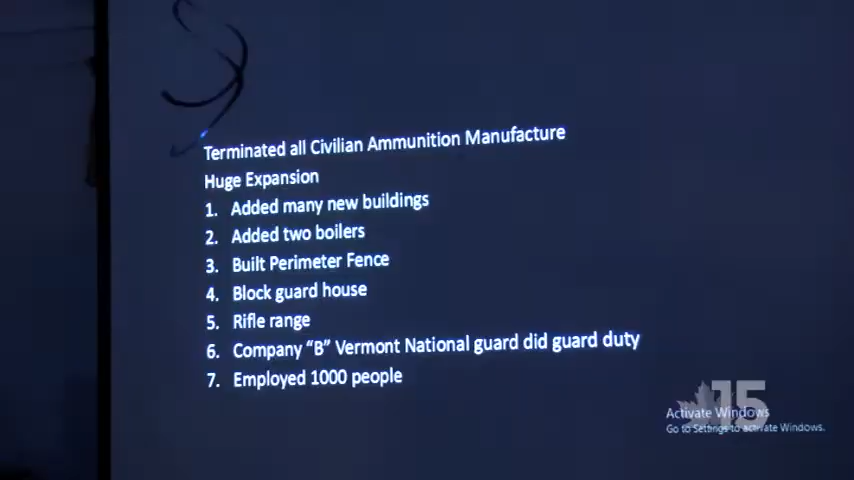 Terminated all Civilian Ammunition Manufacture
Huge Expansion
1. Added many new buildings
2. Added two boilers
3. Built Perimeter Fence
4. Block guard house
5. Rifle range
6. Company “B” Vermont National guard did guard duty
7. Employed 1000 people
15
Activate Windows
Go to Settings to activate Windows.